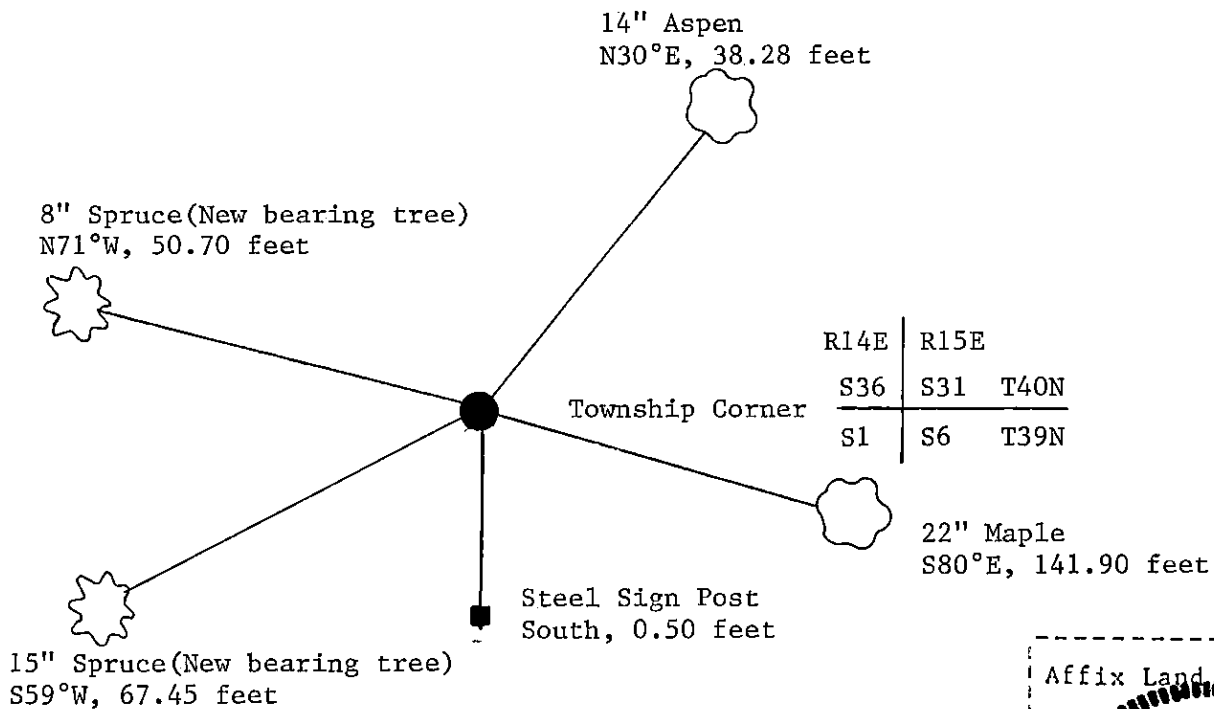 14" Aspen
N30°E, 38.28 feet
8" Spruce(New bearing tree)
N71°W, 50.70 feet
R14E R15E
S36 S31 T40N
Township Corner
S1 S6 T39N
22" Maple
S80°E, 141.90 feet
Steel Sign Post
South, 0.50 feet
15" Spruce(New bearing tree)
S59°W, 67.45 feet
Affix Land